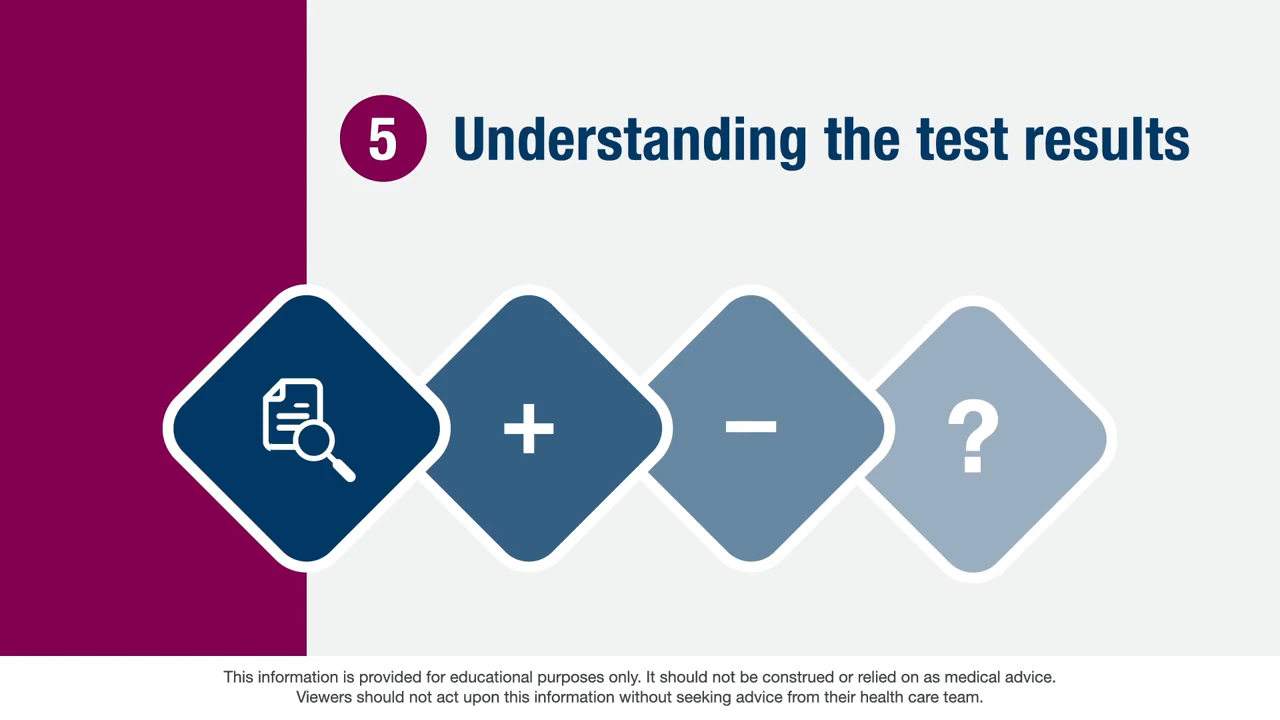 5 Understanding the test results
+ − ?
This information is provided for educational purposes only. It should not be construed or relied on as medical advice.
Viewers should not act upon this information without seeking advice from their health care team.